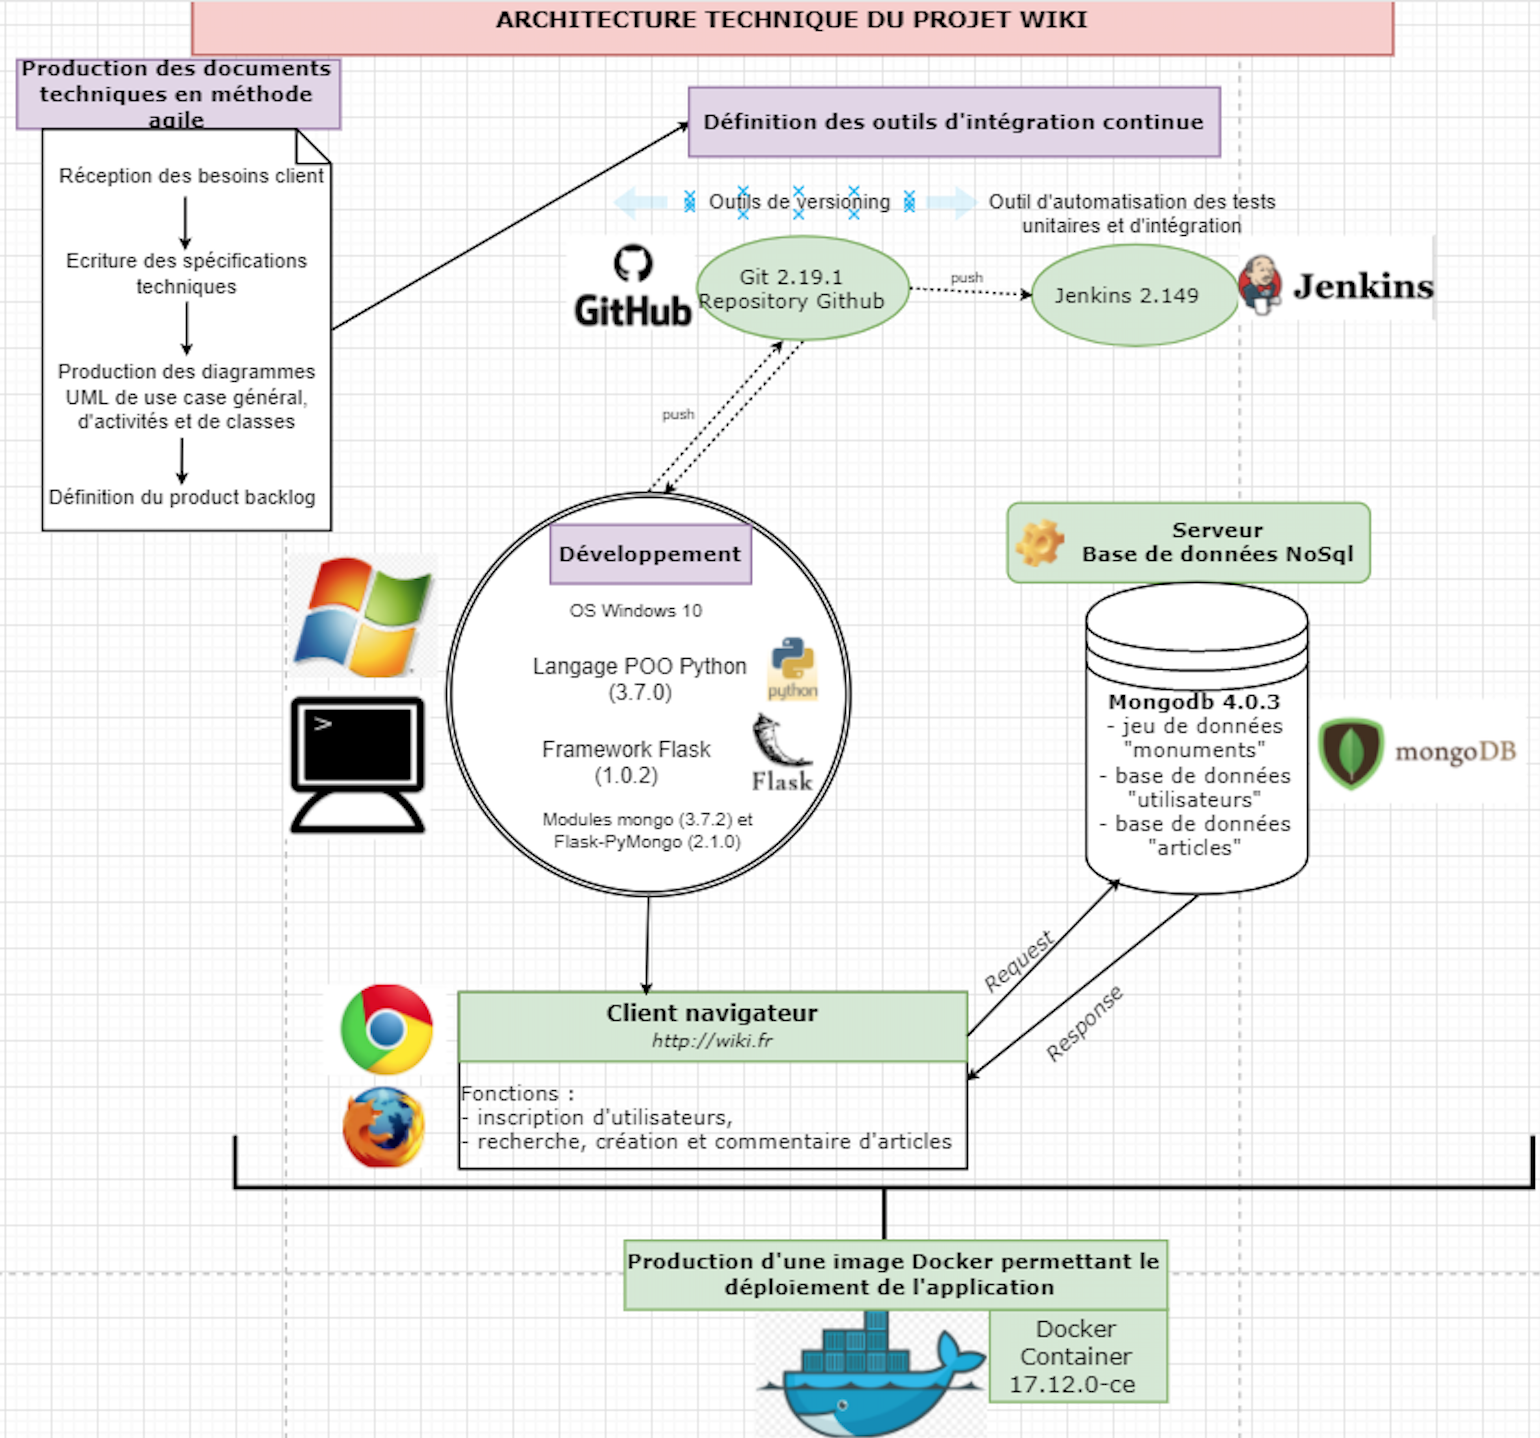 ARCHITECTURE TECHNIQUE DU PROJET WIKI
Production des documents
techniques en méthode
agile
Réception des besoins client
Ecriture des spécifications
techniques
Production des diagrammes
UML de use case général,
d'activités et de classes
Définition du product backlog
Définition des outils d'intégration continue
Outils de versioning
Outil d'automatisation des tests
unitaires et d'intégration
GitHub
Git 2.19.1
Repository Github
push
Jenkins 2.149
Jenkins
push
Développement
OS Windows 10
Langage POO Python
(3.7.0)
python
Framework Flask
(1.0.2)
Flask
Modules mongo (3.7.2) et
Flask-PyMongo (2.1.0)
>
Serveur
Base de données NoSql
Mongodb 4.0.3
- jeu de données
"monuments"
- base de données
"utilisateurs"
- base de données
"articles"
mongoDB
Request
Response
Client navigateur
http://wiki.fr
Fonctions :
- inscription d'utilisateurs,
- recherche, création et commentaire d'articles
Production d'une image Docker permettant le
déploiement de l'application
Docker
Container
17.12.0-ce